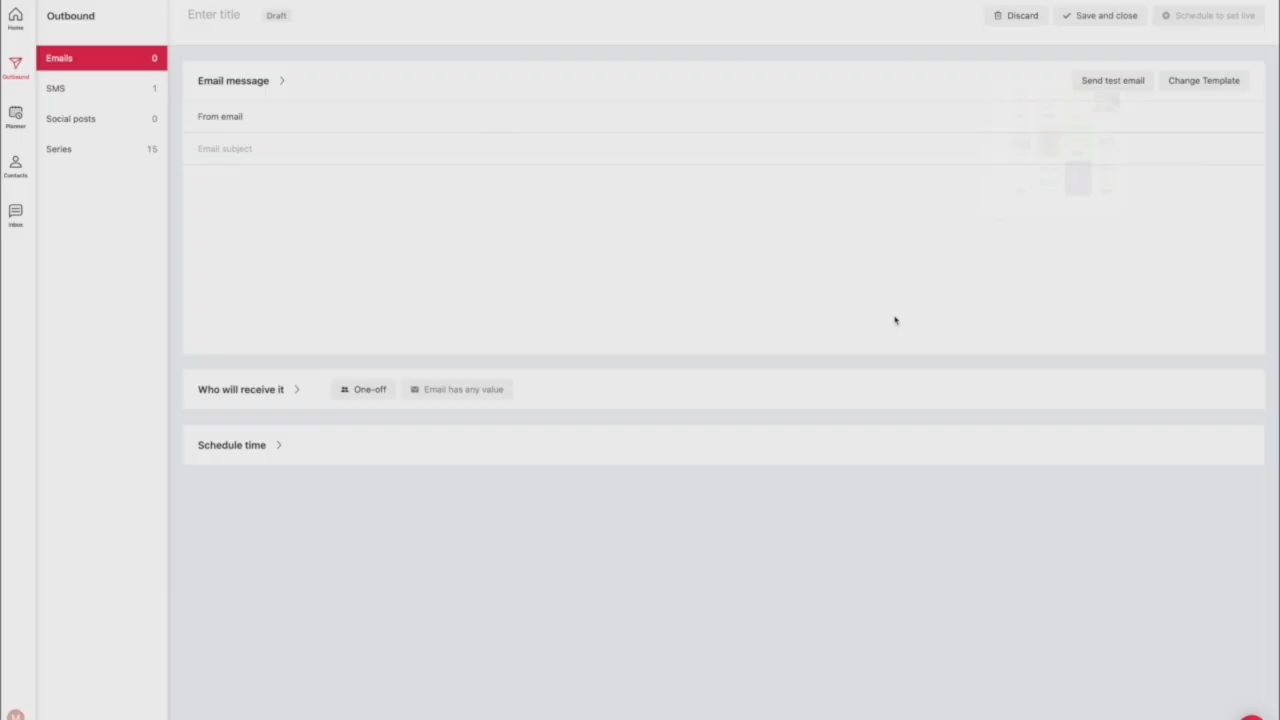 Home
Outbound
Planner
Contacts
Inbox
Outbound
Emails 0
SMS 1
Social posts 0
Series 15
Enter title
Draft
Discard
Save and close
Schedule to set live
Email message
Send test email
Change Template
From email
Email subject
Who will receive it
One-off
Email has any value
Schedule time